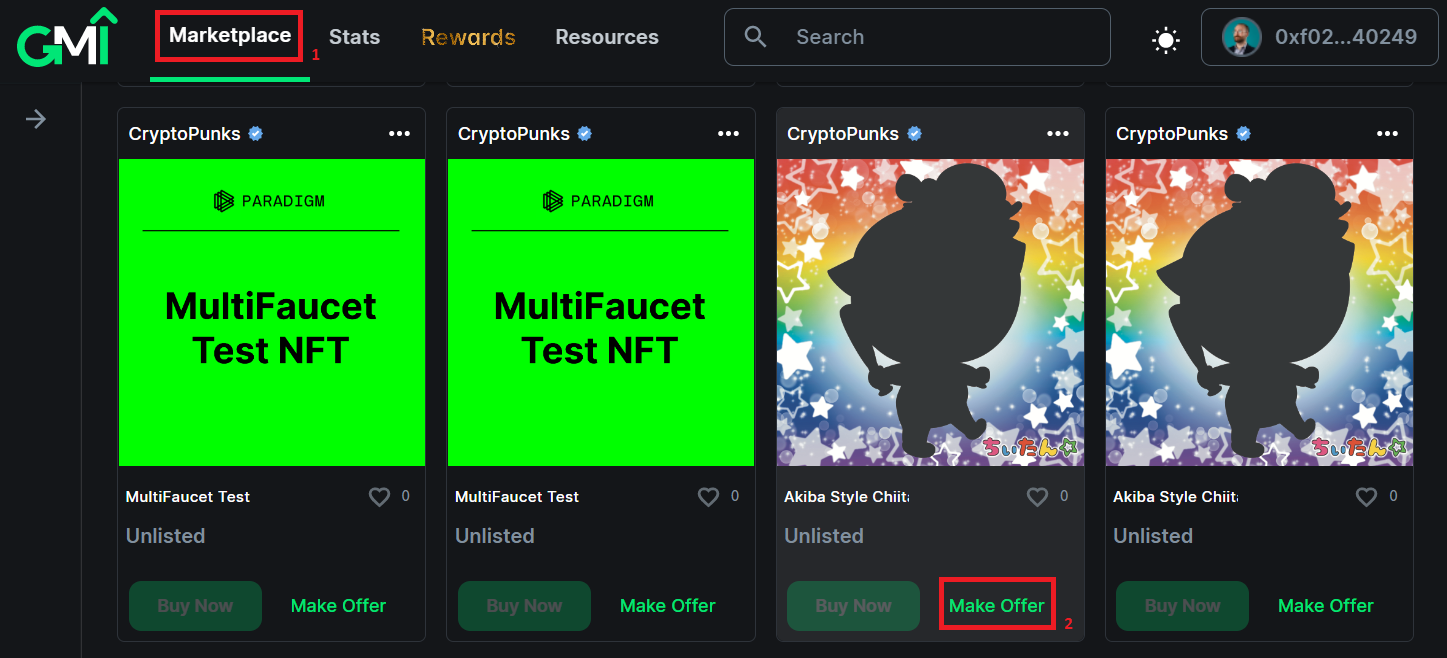 GMI
Marketplace
1
Stats
Rewards
Resources
Search
0xf02...40249
CryptoPunks
CryptoPunks
CryptoPunks
CryptoPunks
PARADIGM
MultiFaucet
Test NFT
PARADIGM
MultiFaucet
Test NFT
ちぃたん☆
ちぃたん☆
MultiFaucet Test
0
MultiFaucet Test
0
Akiba Style Chiit
0
Akiba Style Chiit
0
Unlisted
Unlisted
Unlisted
Unlisted
Buy Now
Make Offer
Buy Now
Make Offer
Buy Now
Make Offer
2
Buy Now
Make Offer